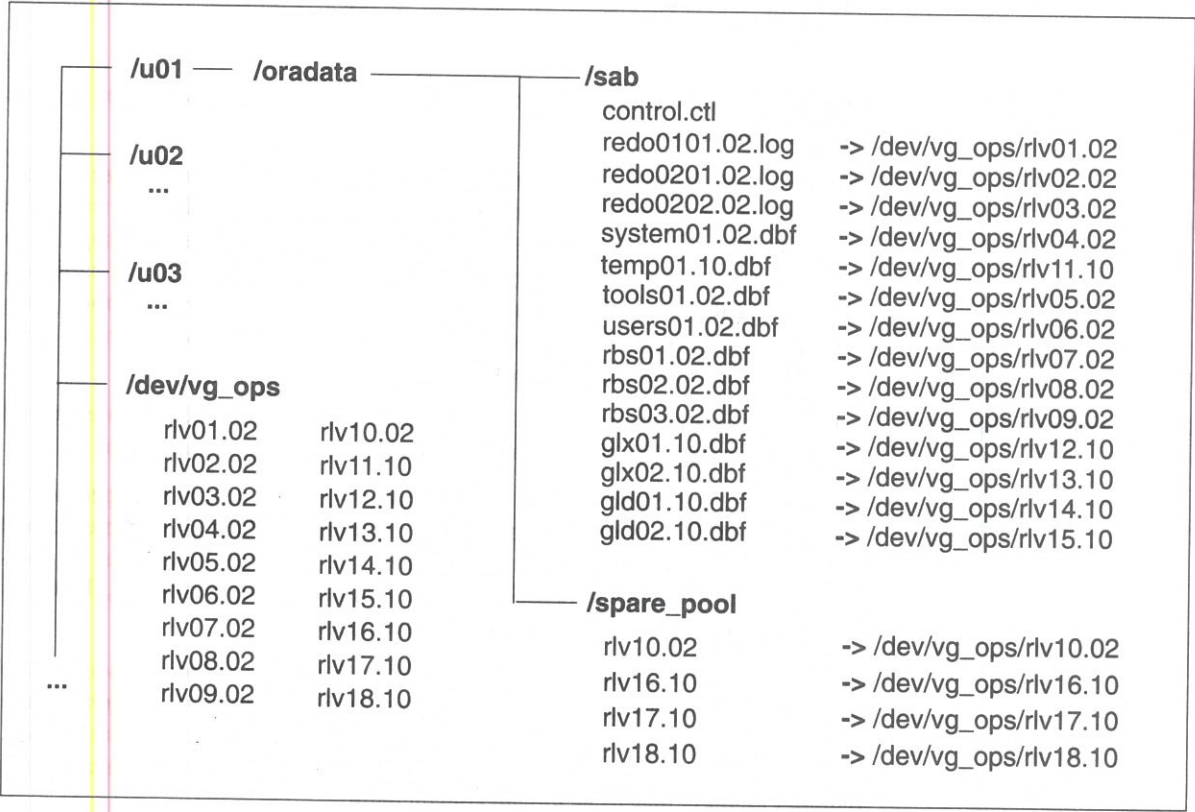 /u01 /oradata /sab
control.ctl
redo0101.02.log -> /dev/vg_ops/rlv01.02
redo0201.02.log -> /dev/vg_ops/rlv02.02
redo0202.02.log -> /dev/vg_ops/rlv03.02
system01.02.dbf -> /dev/vg_ops/rlv04.02
temp01.10.dbf -> /dev/vg_ops/rlv11.10
tools01.02.dbf -> /dev/vg_ops/rlv05.02
users01.02.dbf -> /dev/vg_ops/rlv06.02
rbs01.02.dbf -> /dev/vg_ops/rlv07.02
rbs02.02.dbf -> /dev/vg_ops/rlv08.02
rbs03.02.dbf -> /dev/vg_ops/rlv09.02
glx01.10.dbf -> /dev/vg_ops/rlv12.10
glx02.10.dbf -> /dev/vg_ops/rlv13.10
gld01.10.dbf -> /dev/vg_ops/rlv14.10
gld02.10.dbf -> /dev/vg_ops/rlv15.10
/spare_pool
rlv10.02 -> /dev/vg_ops/rlv10.02
rlv16.10 -> /dev/vg_ops/rlv16.10
rlv17.10 -> /dev/vg_ops/rlv17.10
rlv18.10 -> /dev/vg_ops/rlv18.10
/u02
...
/u03
...
/dev/vg_ops
rlv01.02 rlv10.02
rlv02.02 rlv11.10
rlv03.02 rlv12.10
rlv04.02 rlv13.10
rlv05.02 rlv14.10
rlv06.02 rlv15.10
rlv07.02 rlv16.10
rlv08.02 rlv17.10
rlv09.02 rlv18.10
...